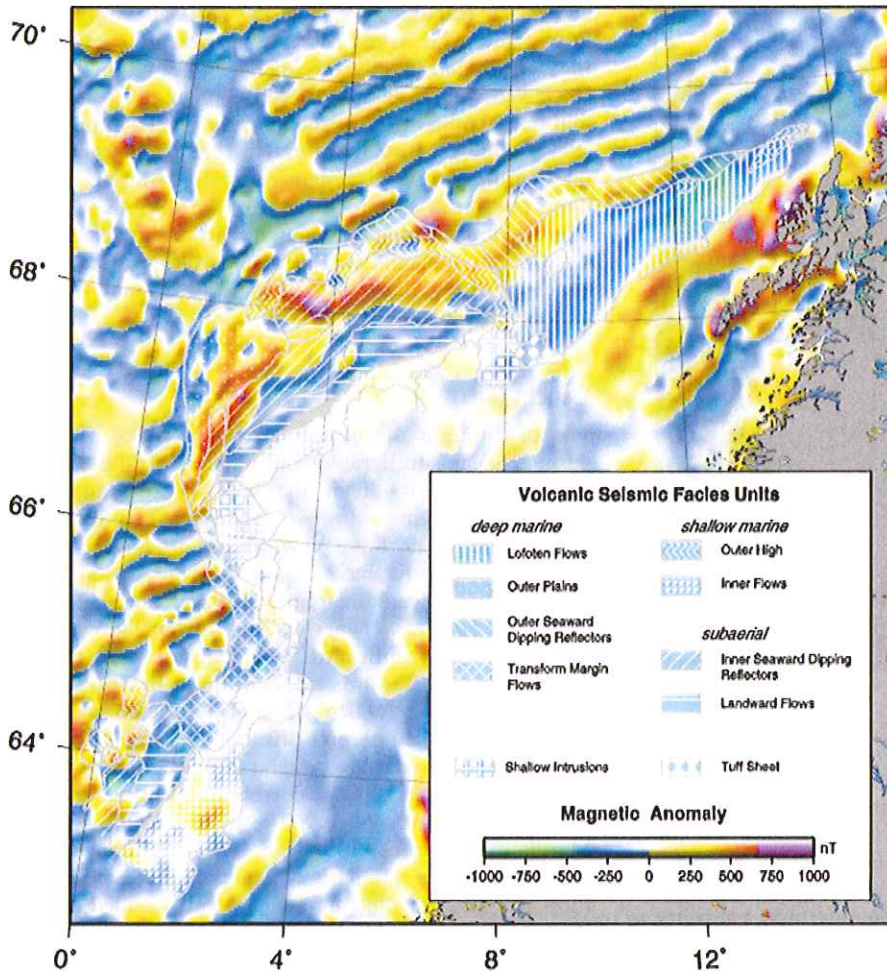 70°
68°
66°
64°
0°
4°
8°
12°
Volcanic Seismic Facies Units
deep marine
Lofoten Flows
Outer Plains
Outer Seaward
Dipping Reflectors
Transform Margin
Flows
Shallow Intrusions
shallow marine
Outer High
Inner Flows
subaerial
Inner Seaward Dipping
Reflectors
Landward Flows
Tuff Sheet
Magnetic Anomaly
nT
-1000 -750 -500 -250 0 250 500 750 1000